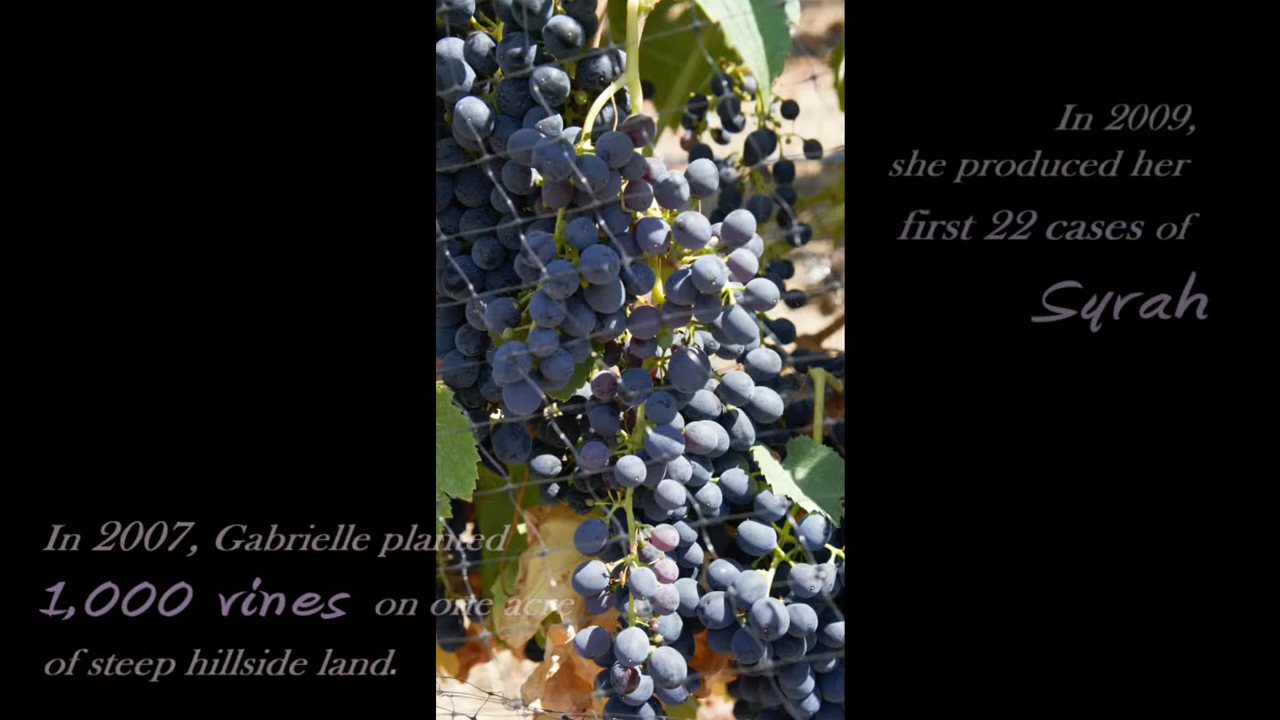 In 2007, Gabrielle planted
1,000 vines on one acre
of steep hillside land.
In 2009,
she produced her
first 22 cases of
Syrah